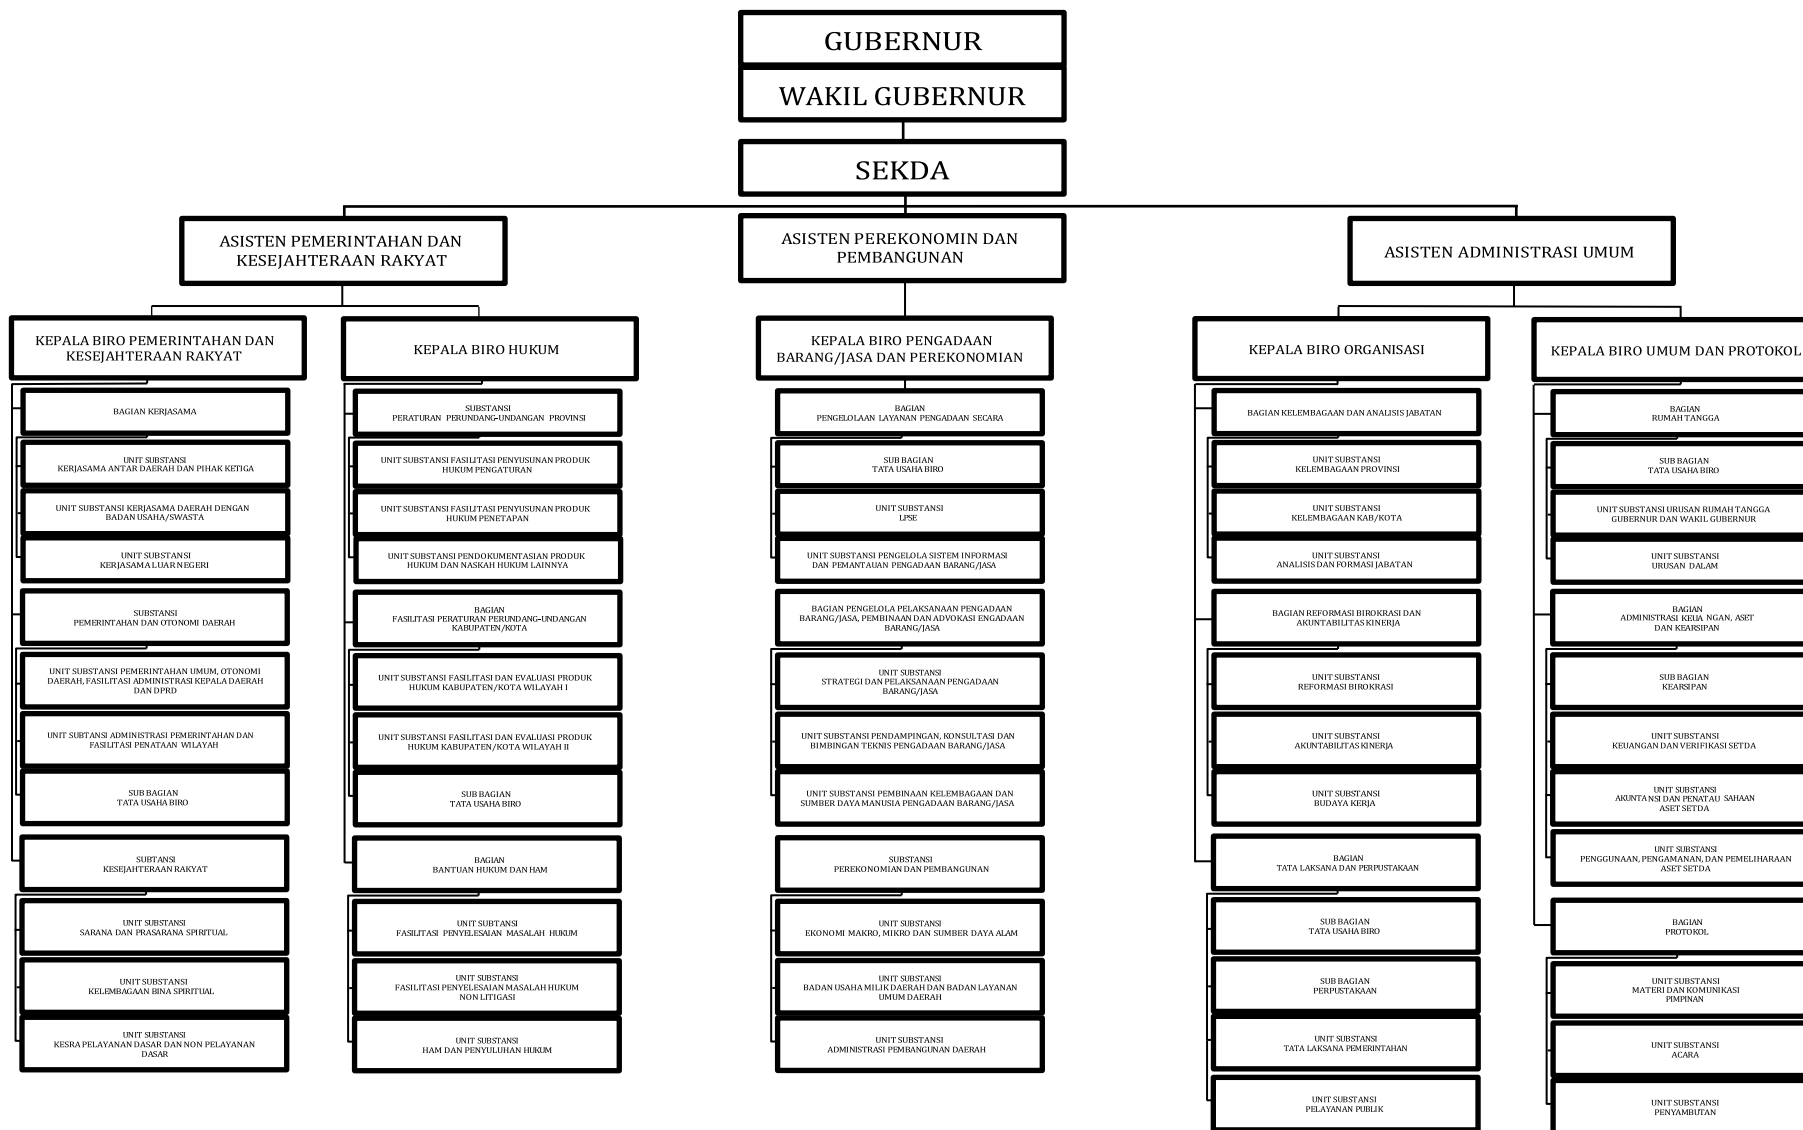 GUBERNUR
WAKIL GUBERNUR
SEKDA
ASISTEN PEMERINTAHAN DAN
KESEJAHTERAAN RAKYAT
ASISTEN PEREKONOMIN DAN
PEMBANGUNAN
ASISTEN ADMINISTRASI UMUM
KEPALA BIRO PEMERINTAHAN DAN
KESEJAHTERAAN RAKYAT
BAGIAN KERJASAMA
UNIT SUBSTANSI
KERJASAMA ANTAR DAERAH DAN PIHAK KETIGA
UNIT SUBSTANSI KERJASAMA DAERAH DENGAN
BADAN USAHA/SWASTA
UNIT SUBSTANSI
KERJASAMA LUAR NEGERI
SUBSTANSI
PEMERINTAHAN DAN OTONOMI DAERAH
UNIT SUBSTANSI PEMERINTAHAN UMUM, OTONOMI
DAERAH, FASILITASI ADMINISTRASI KEPALA DAERAH
DAN DPRD
UNIT SUBTANSI ADMINISTRASI PEMERINTAHAN DAN
FASILITASI PENATAAN WILAYAH
SUB BAGIAN
TATA USAHA BIRO
SUBTANSI
KESEJAHTERAAN RAKYAT
UNIT SUBSTANSI
SARANA DAN PRASARANA SPIRITUAL
UNIT SUBSTANSI
KELEMBAGAAN BINA SPIRITUAL
UNIT SUBSTANSI
KESRA PELAYANAN DASAR DAN NON PELAYANAN
DASAR
KEPALA BIRO HUKUM
SUBSTANSI
PERATURAN PERUNDANG-UNDANGAN PROVINSI
UNIT SUBSTANSI FASILITASI PENYUSUNAN PRODUK
HUKUM PENGATURAN
UNIT SUBSTANSI FASILITASI PENYUSUNAN PRODUK
HUKUM PENETAPAN
UNIT SUBSTANSI PENDOKUMENTASIAN PRODUK
HUKUM DAN NASKAH HUKUM LAINNYA
BAGIAN
FASILITASI PERATURAN PERUNDANG-UNDANGAN
KABUPATEN/KOTA
UNIT SUBSTANSI FASLITASI DAN EVALUASI PRODUK
HUKUM KABUPATEN/KOTA WILAYAH I
UNIT SUBSTANSI FASLITASI DAN EVALUASI PRODUK
HUKUM KABUPATEN/KOTA WILAYAH II
SUB BAGIAN
TATA USAHA BIRO
BAGIAN
BANTUAN HUKUM DAN HAM
UNIT SUBTANSI
FASILITASI PENYELESAIAN MASALAH HUKUM
UNIT SUBSTANSI
FASILITASI PENYELESAIAN MASALAH HUKUM
NON LITIGASI
UNIT SUBSTANSI
HAM DAN PENYULUHAN HUKUM
KEPALA BIRO PENGADAAN
BARANG/JASA DAN PEREKONOMIAN
BAGIAN
PENGELOLAAN LAYANAN PENGADAAN SECARA
SUB BAGIAN
TATA USAHA BIRO
UNIT SUBSTANSI
LPSE
UNIT SUBSTANSI PENGELOLA SISTEM INFORMASI
DAN PEMANTAUAN PENGADAAN BARANG/JASA
BAGIAN PENGELOLA PELAKSANAAN PENGADAAN
BARANG/JASA, PEMBINAAN DAN ADVOKASI ENGADAAN
BARANG/JASA
UNIT SUBSTANSI
STRATEGI DAN PELAKSANAAN PENGADAAN
BARANG/JASA
UNIT SUBSTANSI PENDAMPINGAN, KONSULTASI DAN
BIMBINGAN TEKNIS PENGADAAN BARANG/JASA
UNIT SUBSTANSI PEMBINAAN KELEMBAGAAN DAN
SUMBER DAYA MANUSIA PENGADAAN BARANG/JASA
SUBSTANSI
PEREKONOMIAN DAN PEMBANGUNAN
UNIT SUBSTANSI
EKONOMI MAKRO, MIKRO DAN SUMBER DAYA ALAM
UNIT SUBSTANSI
BADAN USAHA MILIK DAERAH DAN BADAN LAYANAN
UMUM DAERAH
UNIT SUBSTANSI
ADMINISTRASI PEMBANGUNAN DAERAH
KEPALA BIRO ORGANISASI
BAGIAN KELEMBAGAAN DAN ANALISIS JABATAN
UNIT SUBSTANSI
KELEMBAGAAN PROVINSI
UNIT SUBSTANSI
KELEMBAGAAN KAB/KOTA
UNIT SUBSTANSI
ANALISIS DAN FORMASI JABATAN
BAGIAN REFORMASI BIROKRASI DAN
AKUNTABILITAS KINERJA
UNIT SUBSTANSI
REFORMASI BIROKRASI
UNIT SUBSTANSI
AKUNTABILITAS KINERJA
UNIT SUBSTANSI
BUDAYA KERJA
BAGIAN
TATA LAKSANA DAN PERPUSTAKAAN
SUB BAGIAN
TATA USAHA BIRO
SUB BAGIAN
PERPUSTAKAAN
UNIT SUBSTANSI
TATA LAKSANA PEMERINTAHAN
UNIT SUBSTANSI
PELAYANAN PUBLIK
KEPALA BIRO UMUM DAN PROTOKOL
BAGIAN
RUMAH TANGGA
SUB BAGIAN
TATA USAHA BIRO
UNIT SUBSTANSI URUSAN RUMAH TANGGA
GUBERNUR DAN WAKIL GUBERNUR
UNIT SUBSTANSI
URUSAN DALAM
BAGIAN
ADMINISTRASI KEUA NGAN, ASET
DAN KEARSIPAN
SUB BAGIAN
KEARSIPAN
UNIT SUBSTANSI
KEUANGAN DAN VERIFIKASI SETDA
UNIT SUBSTANSI
AKUNTA NSI DAN PENATAU SAHAAN
ASET SETDA
UNIT SUBSTANSI
PENGGUNAAN, PENGAMANAN, DAN PEMELIHARAAN
ASET SETDA
BAGIAN
PROTOKOL
UNIT SUBSTANSI
MATERI DAN KOMUNIKASI
PIMPINAN
UNIT SUBSTANSI
ACARA
UNIT SUBSTANSI
PENYAMBUTAN